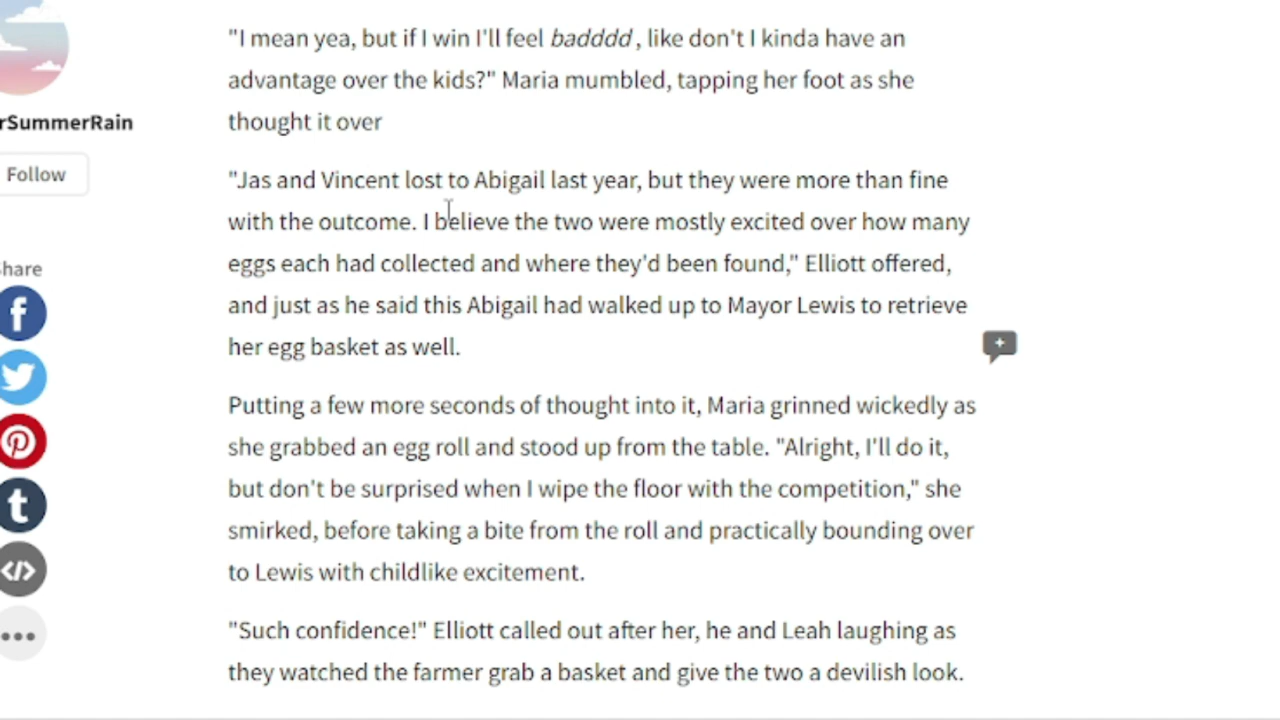 "I mean yea, but if I win I'll feel badddd , like don't I kinda have an
advantage over the kids?" Maria mumbled, tapping her foot as she
thought it over
rSummerRain
Follow
"Jas and Vincent lost to Abigail last year, but they were more than fine
with the outcome. I believe the two were mostly excited over how many
eggs each had collected and where they'd been found," Elliott offered,
and just as he said this Abigail had walked up to Mayor Lewis to retrieve
her egg basket as well.
Share
Putting a few more seconds of thought into it, Maria grinned wickedly as
she grabbed an egg roll and stood up from the table. "Alright, I'll do it,
but don't be surprised when I wipe the floor with the competition," she
smirked, before taking a bite from the roll and practically bounding over
to Lewis with childlike excitement.
"Such confidence!" Elliott called out after her, he and Leah laughing as
they watched the farmer grab a basket and give the two a devilish look.